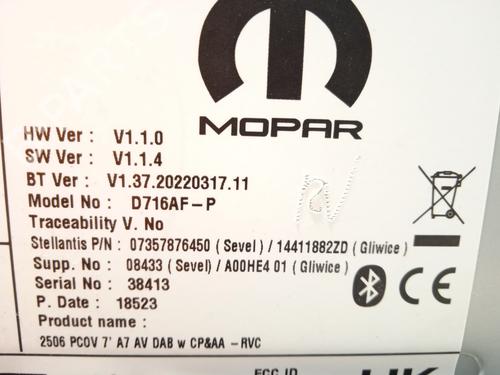 MOPAR
HW Ver : V1.1.0
SW Ver : V1.1.4
BT Ver : V1.37.20220317.11
Model No : D716AF-P
Traceability V. No
Stellantis P/N : 07357876450 ( Sevel ) / 14411882ZD ( Gliwice )
Supp. No : 08433 ( Sevel ) / A00HE4 01 ( Gliwice )
Serial No : 38413
P. Date : 18523
Product name :
2506 PCOV 7' A7 AV DAB w CP&AA -RVC
CE
FCC ID